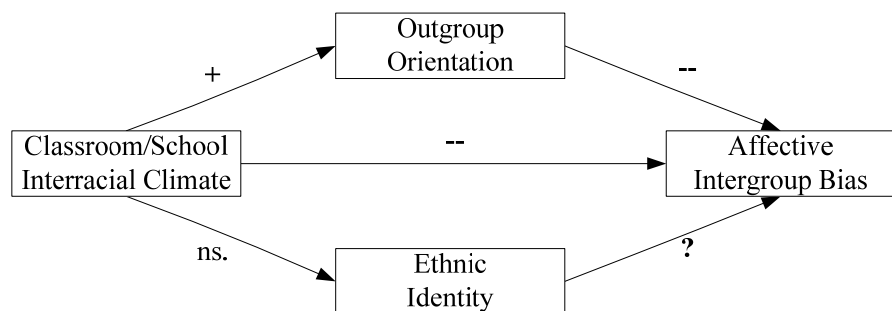 Outgroup
Orientation
+
--
Classroom/School
Interracial Climate
--
Affective
Intergroup Bias
ns.
?
Ethnic
Identity